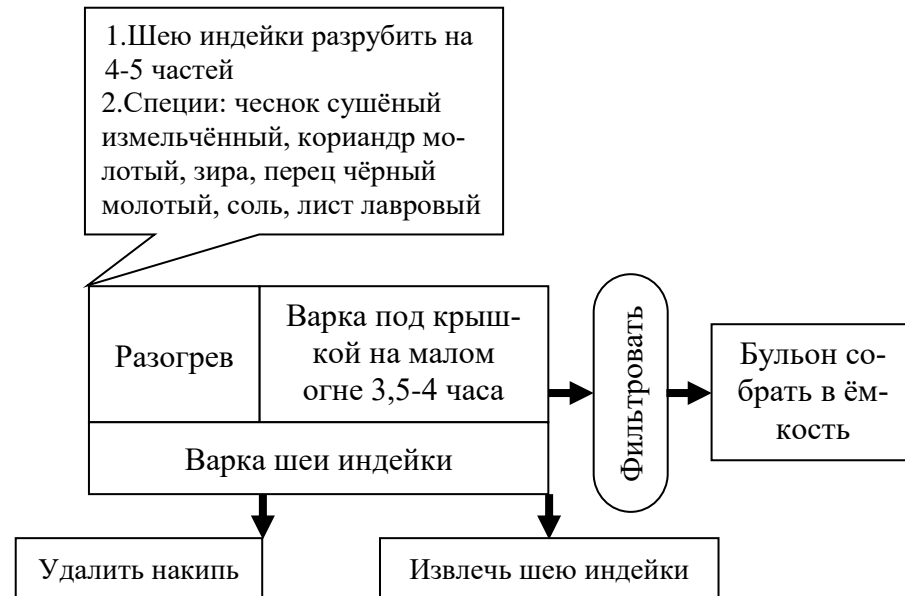 1.Шею индейки разрубить на
4-5 частей
2.Специи: чеснок сушёный
измельчённый, кориандр мо-
лотый, зира, перец чёрный
молотый, соль, лист лавровый
Разогрев
Варка под крыш-
кой на малом
огне 3,5-4 часа
Фильтровать
Бульон со-
брать в ём-
кость
Варка шеи индейки
Удалить накипь
Извлечь шею индейки